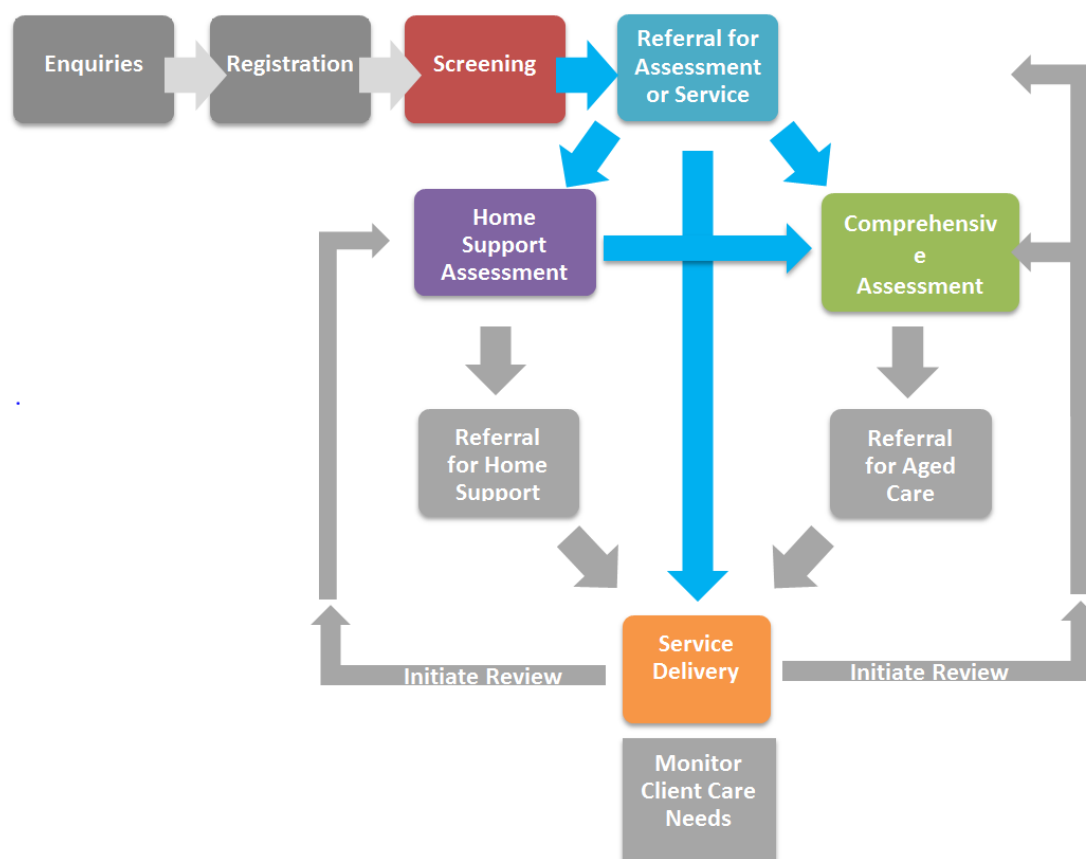 Enquiries
Registration
Screening
Referral for
Assessment
or Service
Home
Support
Assessment
Comprehensiv
e
Assessment
Referral
for Home
Support
Referral
for Aged
Care
Service
Delivery
Initiate Review
Initiate Review
Monitor
Client Care
Needs